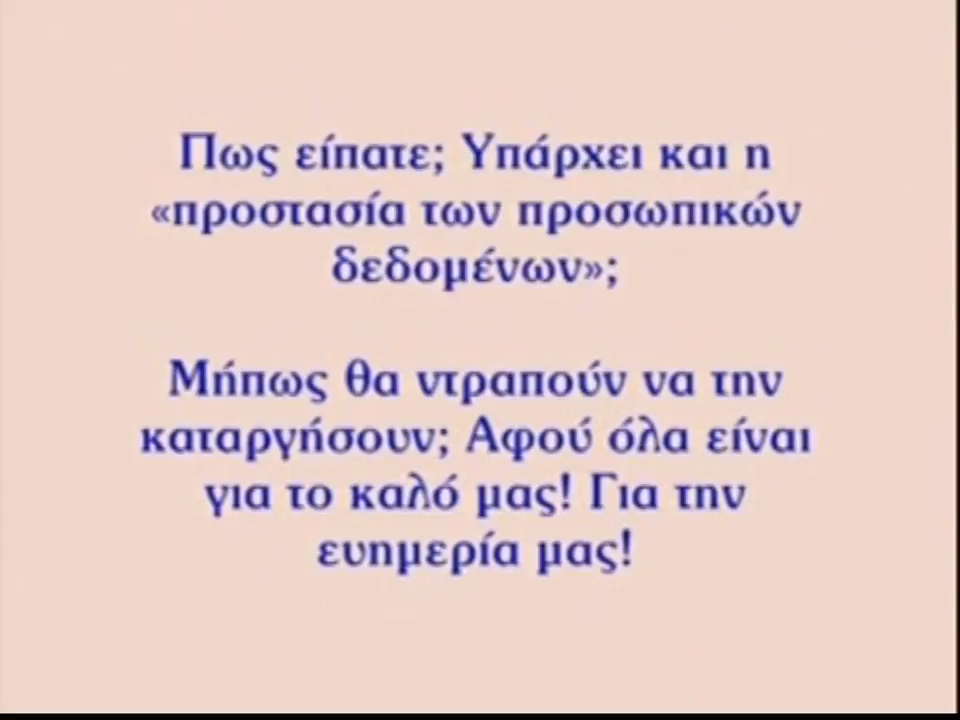 Πως είπατε; Υπάρχει και η
«προστασία των προσωπικών
δεδομένων»;
Μήπως θα ντραπούν να την
καταργήσουν; Αφού όλα είναι
για το καλό μας! Για την
ευημερία μας!